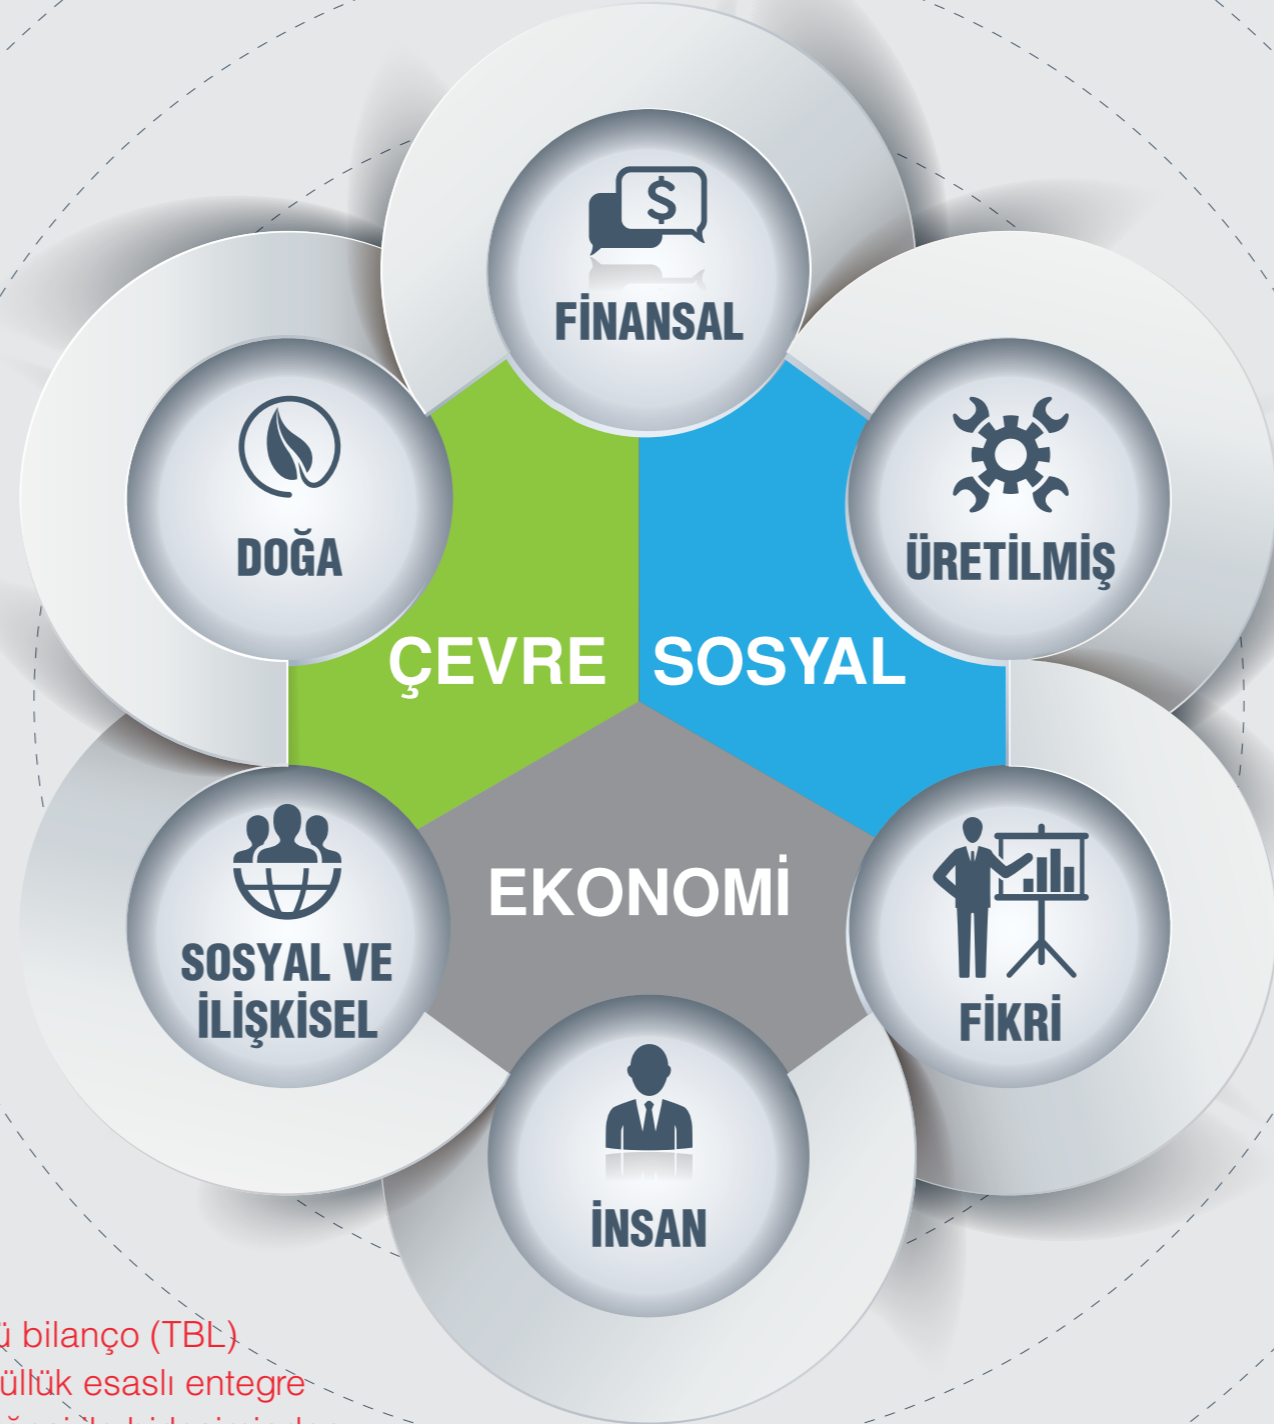 $
FİNANSAL
DOĞA
ÜRETİLMİŞ
ÇEVRE
SOSYAL
EKONOMİ
SOSYAL VE
İLİŞKİSEL
FİKRİ
İNSAN
bilanço (TBL)
esaslı entegre